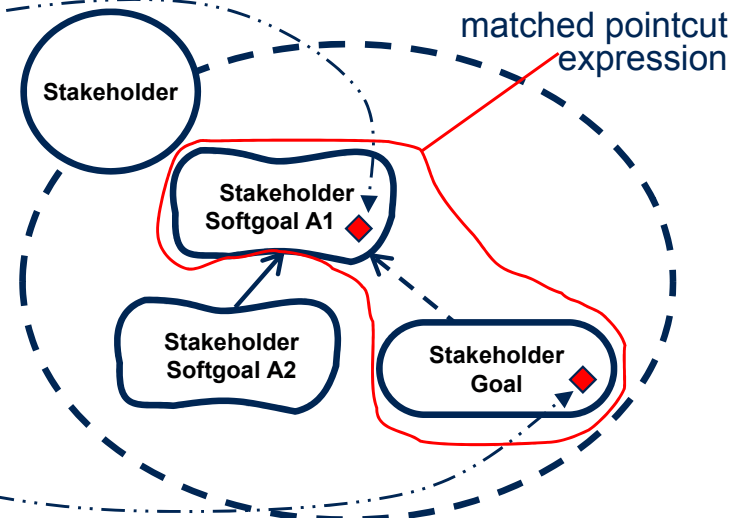 matched pointcut
expression
Stakeholder
Stakeholder
Softgoal A1
Stakeholder
Softgoal A2
Stakeholder
Goal